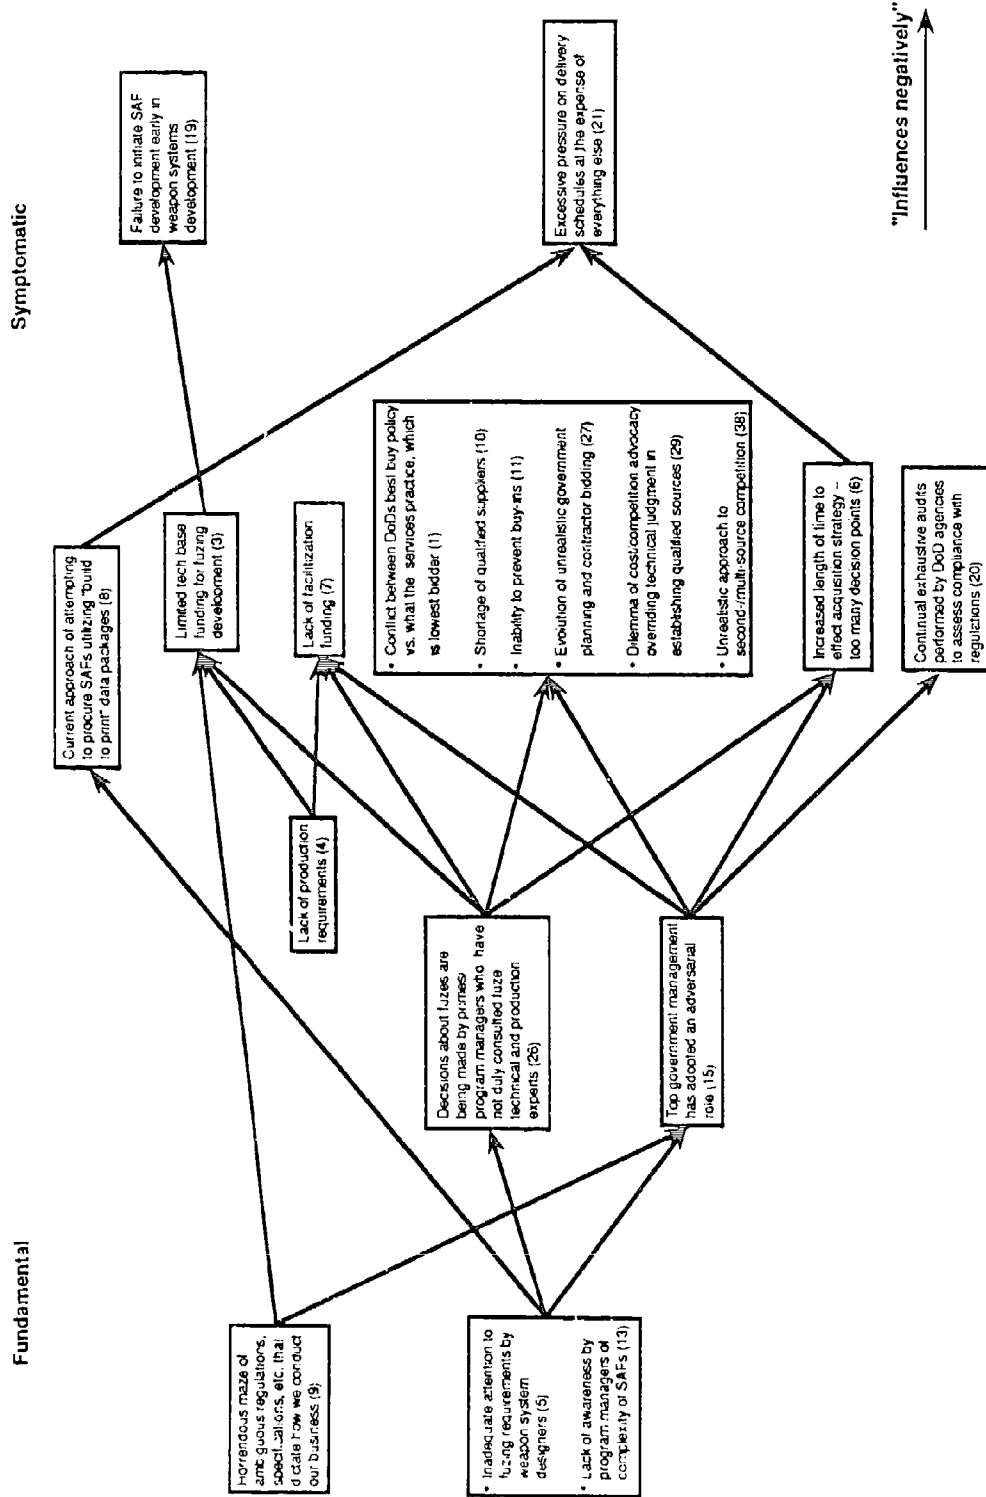 Fundamental
Symptomatic
Horrendous maze of
ambiguous regulations,
specifications, etc. that
dictate how we conduct
our business (9)
• Inadequate attention to
fuzing requirements by
weapon system
designers (5)
• Lack of awareness by
program managers of
complexity of SAFs (13)
Current approach of attempting
to procure SAFs utilizing "build
to print" data packages (8)
Lack of production
requirements (4)
Decisions about fuzes are
being made by primes/
program managers who have
not duly consulted fuze
technical and production
experts (26)
Top government management
has adopted an adversarial
role (15)
Limited tech base
funding for fuzing
development (3)
Lack of facilitization
funding (7)
• Conflict between DoDs best buy policy
vs. what the services practice, which
is lowest bidder (1)
• Shortage of qualified suppliers (10)
• Inability to prevent buy-ins (11)
• Evolution of unrealistic government
planning and contractor bidding (27)
• Dilemma of cost/competition advocacy
overriding technical judgment in
establishing qualified sources (29)
• Unrealistic approach to
second-/multi-source competition (38)
Increased length of time to
effect acquisition strategy –
too many decision points (6)
Continual exhaustive audits
performed by DoD agencies
to assess compliance with
regulations (20)
Failure to initiate SAF
development early in
weapon systems
development (19)
Excessive pressure on delivery
schedules at the expense of
everything else (21)
"Influences negatively"